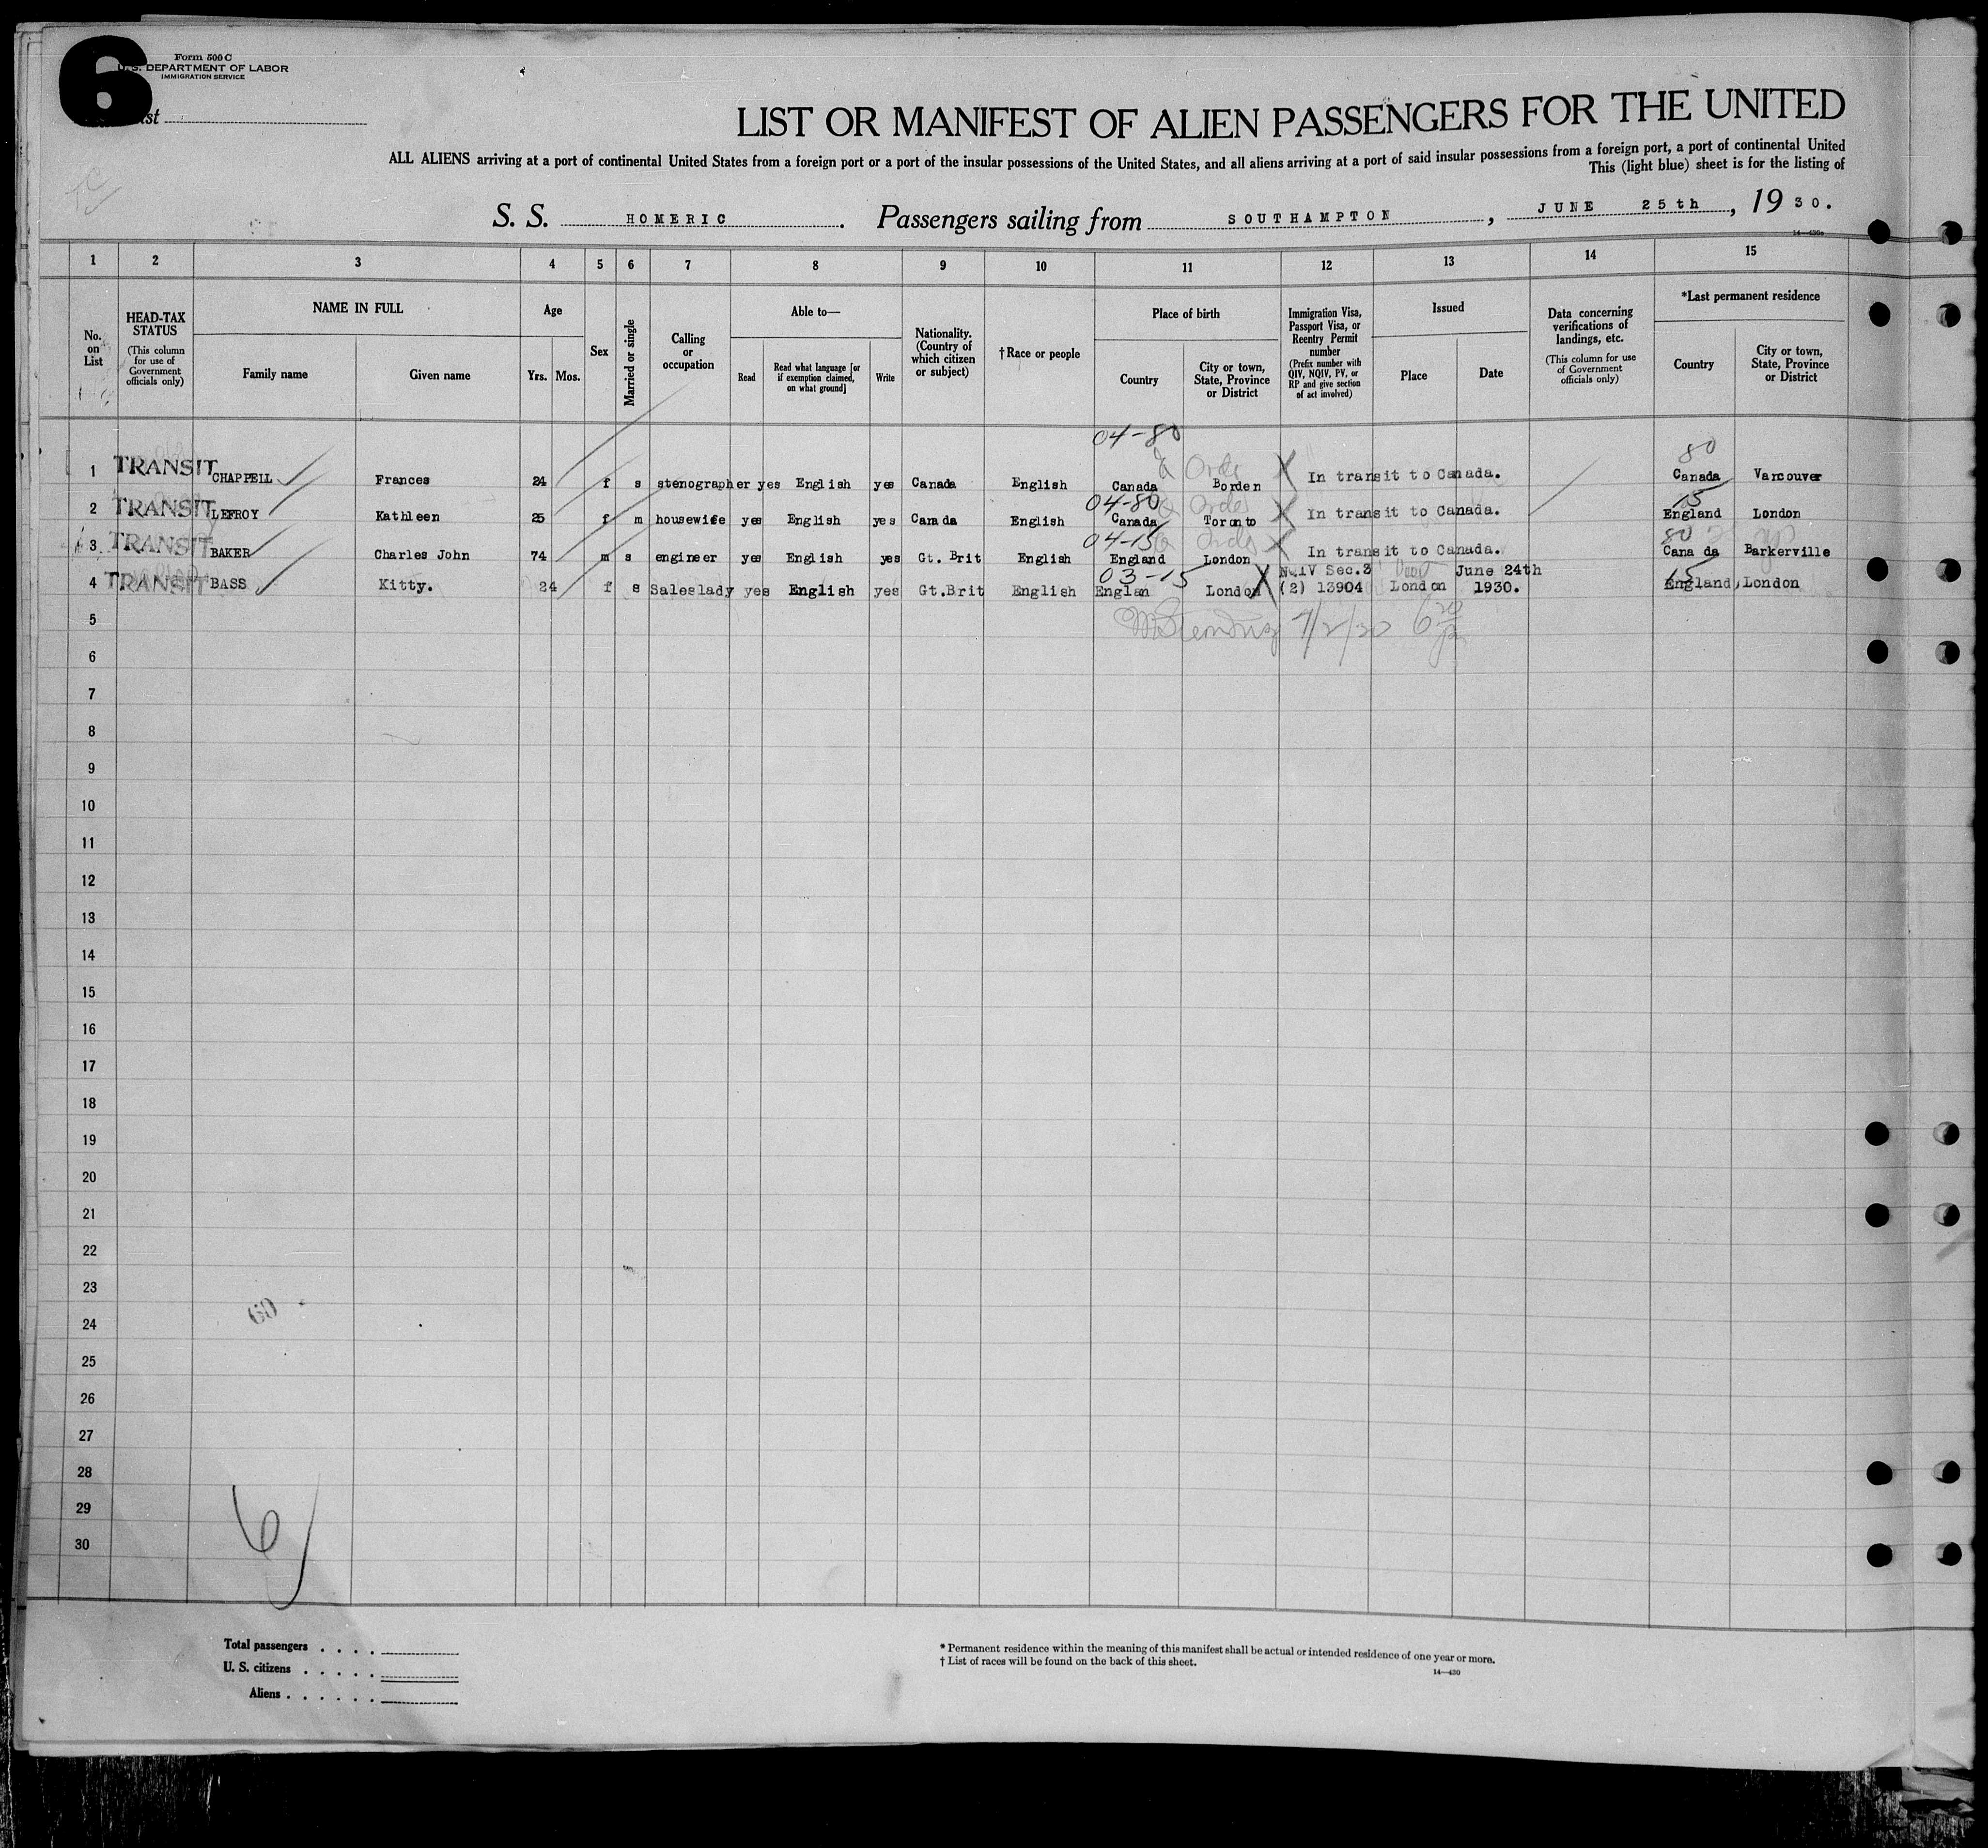 6
Form 500 C
U. S. DEPARTMENT OF LABOR
IMMIGRATION SERVICE
LIST OR MANIFEST OF ALIEN PASSENGERS FOR THE UNITED
ALL ALIENS arriving at a port of continental United States from a foreign port or a port of the insular possessions of the United States, and all aliens arriving at a port of said insular possessions from a foreign port, a port of continental United
This (light blue) sheet is for the listing of
S. S. HOMERIC. Passengers sailing from SOUTHAMPTON, JUNE 25th, 1930.
1 2 3 4 5 6 7 8 9 10 11 12 13 14 15
No. on List
HEAD-TAX STATUS (This column for use of Government officials only)
NAME IN FULL
Family name
Given name
Age
Yrs. Mos.
Sex
Married or single
Calling or occupation
Able to—
Read
Read what language [or if exemption claimed, on what ground]
Write
Nationality. (Country of which citizen or subject)
†Race or people
Place of birth
Country
City or town, State, Province or District
Immigration Visa, Passport Visa, or Reentry Permit number (Prefix number with QIV, NQIV, PV, or RP and give section of act involved)
Issued
Place
Date
Data concerning verifications of landings, etc. (This column for use of Government officials only)
*Last permanent residence
Country
City or town, State, Province or District
04-80 80
1 TRANSIT CHAPPELL Frances 24 f s stenographer yes English yes Canada English Canada Borden In transit to Canada. Canada Vancouver
04-80 15
2 TRANSIT LEFROY Kathleen 25 f m housewife yes English yes Canada English Canada Toronto In transit to Canada. England London
04-15 80
3 TRANSIT BAKER Charles John 74 m s engineer yes English yes Gt. Brit English England London In transit to Canada. Canada Barkerville
03-15 NQIV Sec.3 June 24th 15
4 TRANSIT BASS Kitty. 24 f s Saleslady yes English yes Gt.Brit English Englan London (2) 13904 London 1930. England, London
5
6
7
8
9
10
11
12
13
14
15
16
17
18
19
20
21
22
23
24
25
26
27
28
29
30
60
6
Total passengers . . . .
U. S. citizens . . . . .
Aliens . . . . . .
* Permanent residence within the meaning of this manifest shall be actual or intended residence of one year or more.
† List of races will be found on the back of this sheet.
14—430